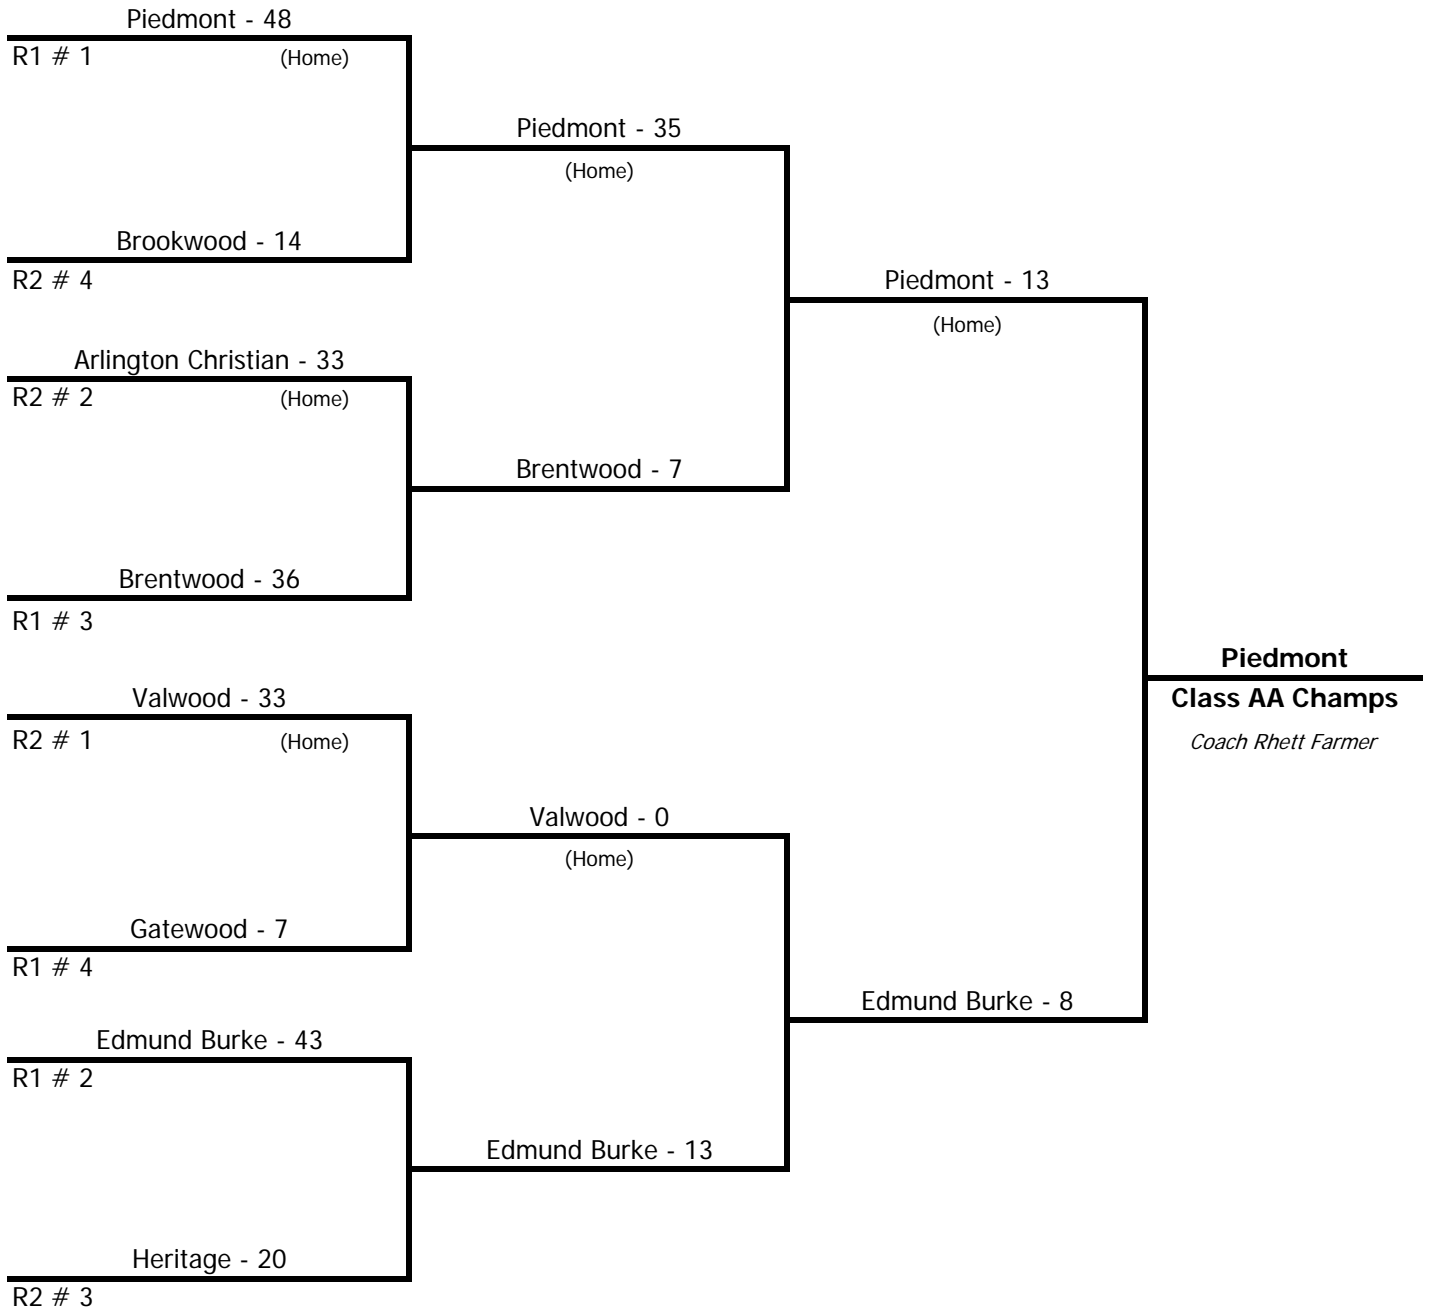 Piedmont - 48
R1 # 1 (Home)
Piedmont - 35
(Home)
Brookwood - 14
R2 # 4
Piedmont - 13
(Home)
Arlington Christian - 33
R2 # 2 (Home)
Brentwood - 7
Brentwood - 36
R1 # 3
Piedmont
Class AA Champs
Coach Rhett Farmer
Valwood - 33
R2 # 1 (Home)
Valwood - 0
(Home)
Gatewood - 7
R1 # 4
Edmund Burke - 8
Edmund Burke - 43
R1 # 2
Edmund Burke - 13
Heritage - 20
R2 # 3